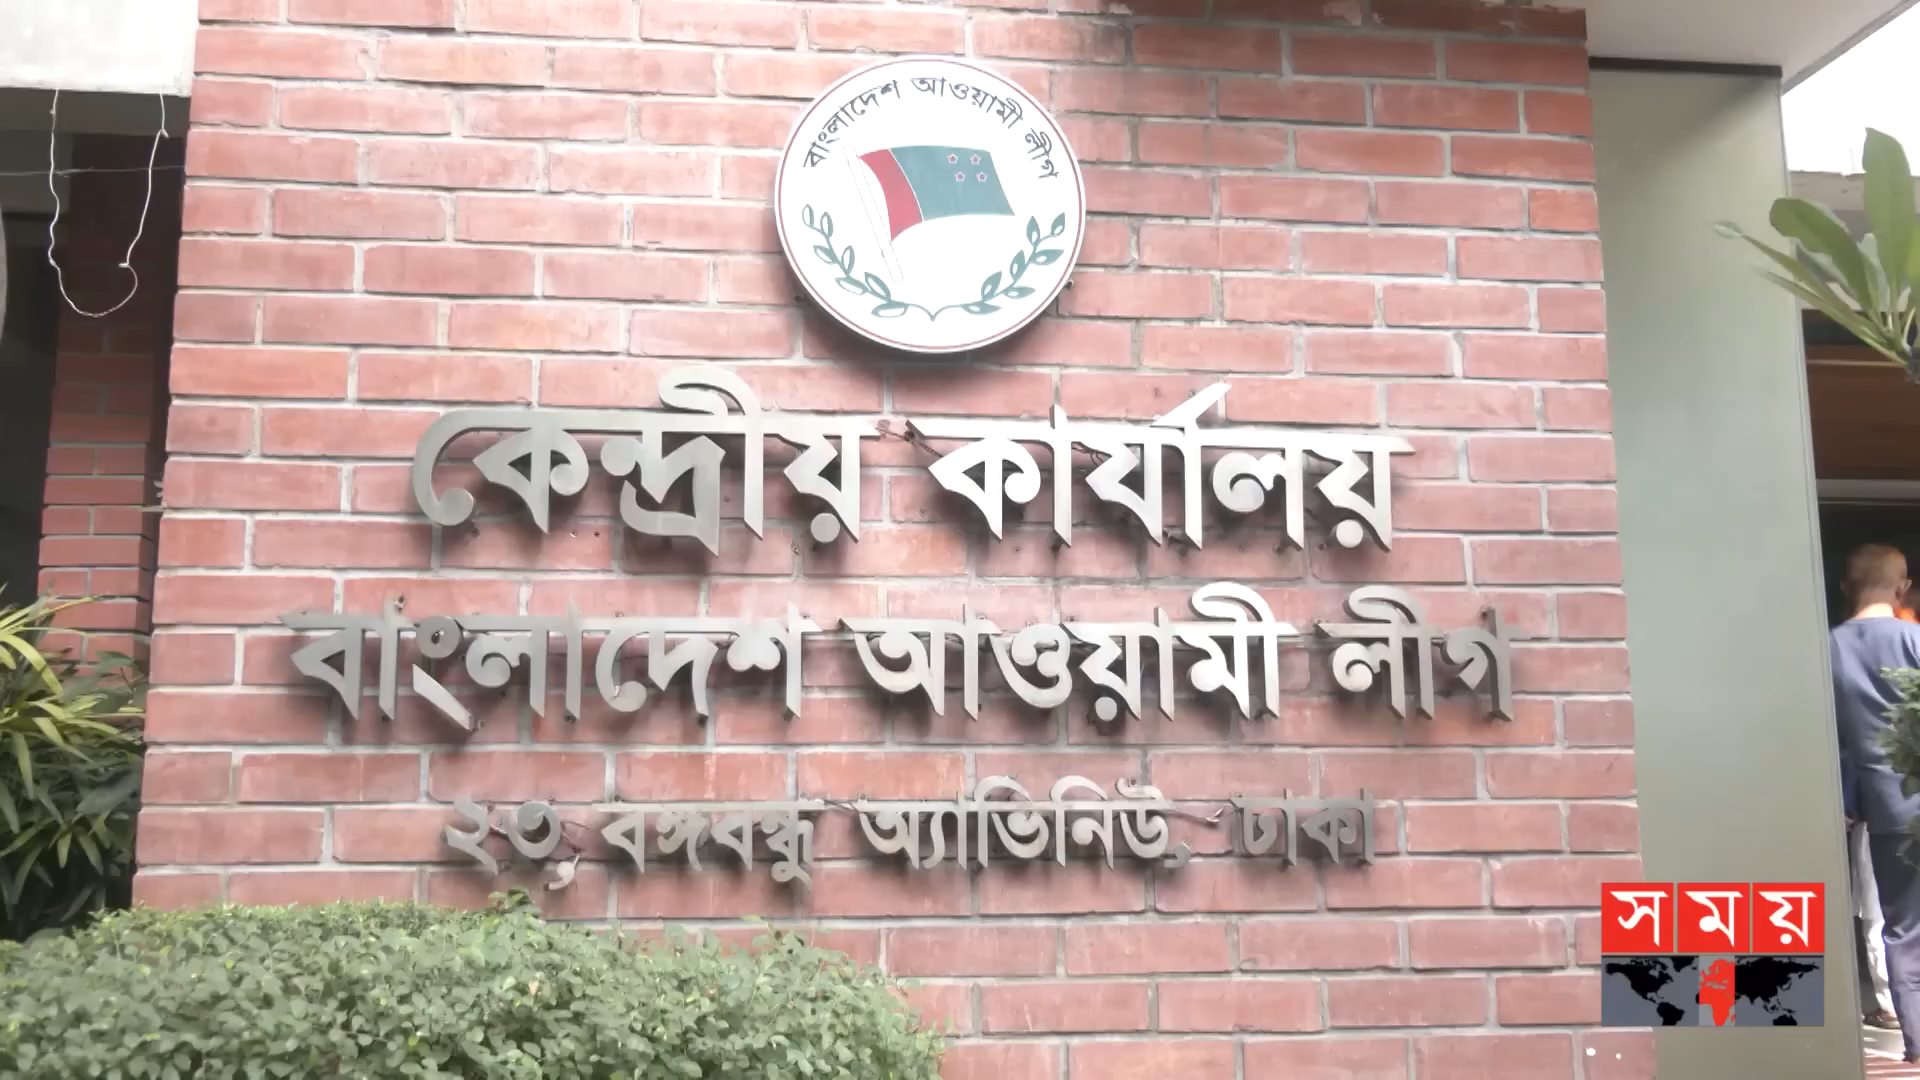 বাংলাদেশ আওয়ামী লীগ
কেন্দ্রীয় কার্যালয়
বাংলাদেশ আওয়ামী লীগ
২৩, বঙ্গবন্ধু অ্যাভিনিউ, ঢাকা
সময়